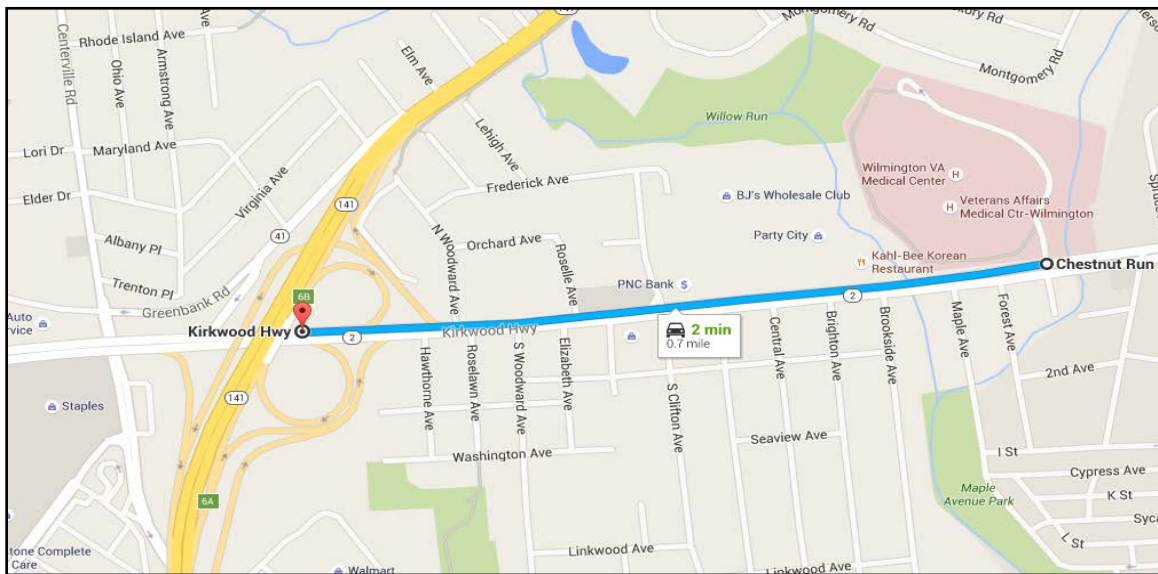 141
Rhode Island Ave
Ave
Centerville Rd
Ohio Ave
Armstrong Ave
Elm Ave
Lehigh Ave
Montgomery Rd
Montgomery Rd
Willow Run
Lori Dr
Maryland Ave
Virginia Ave
Elder Dr
Frederick Ave
141
41
Albany Pl
Trenton Pl
Greenbank Rd
N Woodward Ave
Orchard Ave
Roselle Ave
BJ's Wholesale Club
Party City
Wilmington VA
Medical Center
H
Veterans Affairs
Medical Ctr-Wilmington
H
Kahl-Bee Korean
Restaurant
PNC Bank $
Chestnut Run
6B
Auto
Kirkwood Hwy
2
Kirkwood Hwy
2
2 min
0.7 mile
Hawthorne Ave
Roselawn Ave
S Woodward Ave
Elizabeth Ave
S Clifton Ave
Central Ave
Brighton Ave
Brookside Ave
Maple Ave
Forest Ave
2nd Ave
141
Staples
Washington Ave
Seaview Ave
I St
Cypress Ave
K St
L St
6A
Maple
Avenue Park
Complete
Care
Walmart
Linkwood Ave
Linkwood Ave